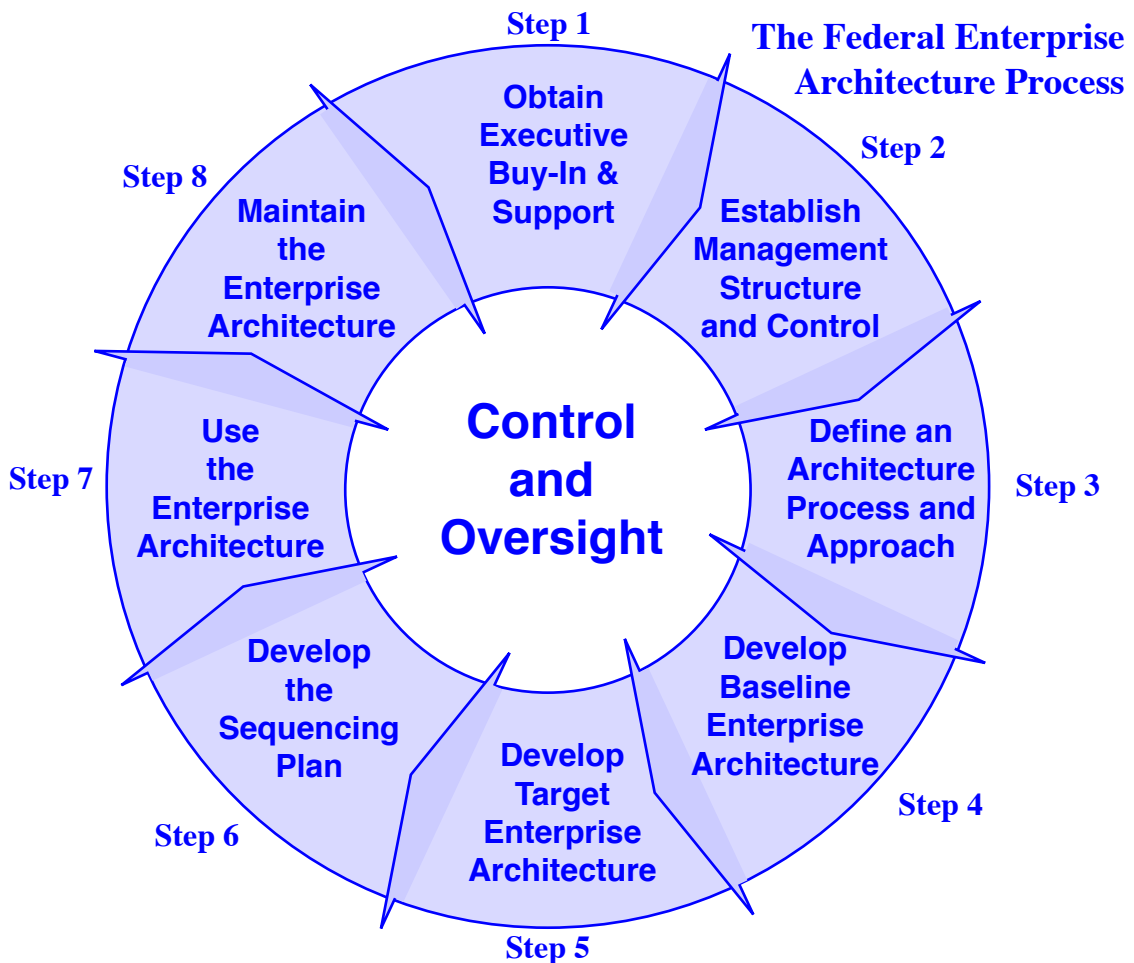 The Federal Enterprise
Architecture Process
Step 1
Obtain
Executive
Buy-In &
Support
Step 2
Establish
Management
Structure
and Control
Step 3
Define an
Architecture
Process and
Approach
Step 4
Develop
Baseline
Enterprise
Architecture
Step 5
Develop
Target
Enterprise
Architecture
Step 6
Develop
the
Sequencing
Plan
Step 7
Use
the
Enterprise
Architecture
Step 8
Maintain
the
Enterprise
Architecture
Control
and
Oversight